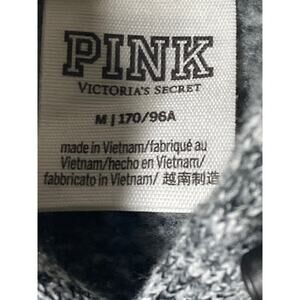 PINK
VICTORIA'S SECRET
M | 170/96A
made in Vietnam/fabriqué au
Vietnam/hecho en Vietnam/
fabbricato in Vietnam/ 越南制造